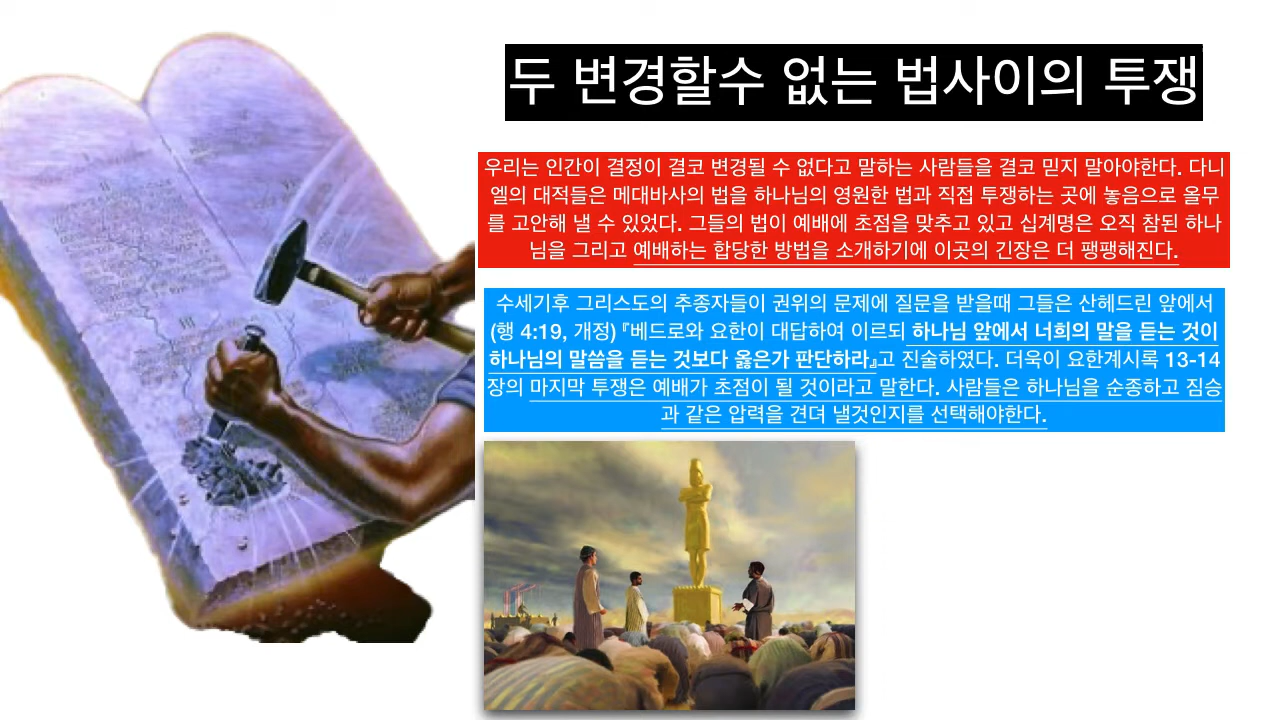 두 변경할수 없는 법사이의 투쟁
우리는 인간이 결정이 결코 변경될 수 없다고 말하는 사람들을 결코 믿지 말아야한다. 다니
엘의 대적들은 메대바사의 법을 하나님의 영원한 법과 직접 투쟁하는 곳에 놓음으로 올무
를 고안해 낼 수 있었다. 그들의 법이 예배에 초점을 맞추고 있고 십계명은 오직 참된 하나
님을 그리고 예배하는 합당한 방법을 소개하기에 이곳의 긴장은 더 팽팽해진다.
수세기후 그리스도의 추종자들이 권위의 문제에 질문을 받을때 그들은 산헤드린 앞에서
(행 4:19, 개정) 『베드로와 요한이 대답하여 이르되 하나님 앞에서 너희의 말을 듣는 것이
하나님의 말씀을 듣는 것보다 옳은가 판단하라』고 진술하였다. 더욱이 요한계시록 13-14
장의 마지막 투쟁은 예배가 초점이 될 것이라고 말한다. 사람들은 하나님을 순종하고 짐승
과 같은 압력을 견뎌 낼것인지를 선택해야한다.